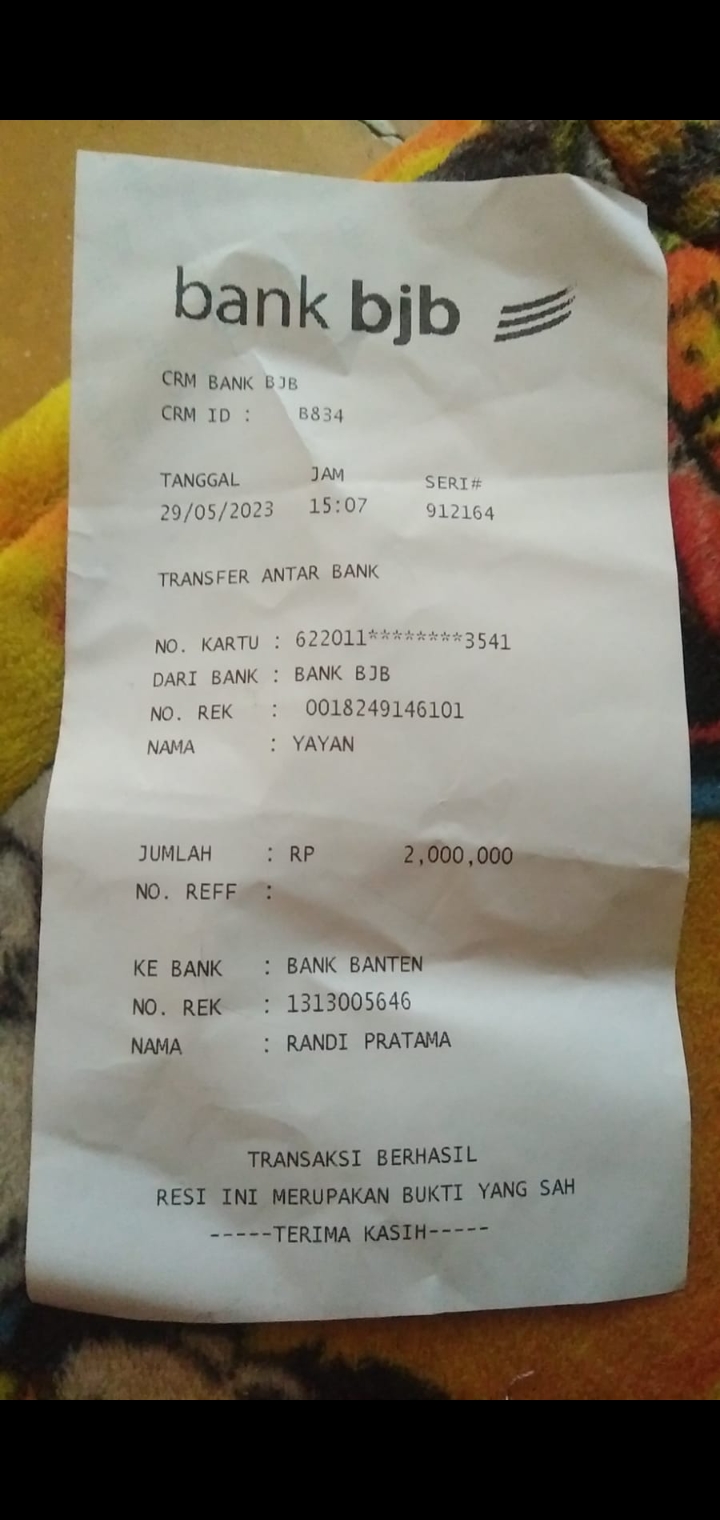 bank bjb
CRM BANK BJB
CRM ID : B834
TANGGAL JAM SERI#
29/05/2023 15:07 912164
TRANSFER ANTAR BANK
NO. KARTU : 622011********3541
DARI BANK : BANK BJB
NO. REK : 0018249146101
NAMA : YAYAN
JUMLAH : RP 2,000,000
NO. REFF :
KE BANK : BANK BANTEN
NO. REK : 1313005646
NAMA : RANDI PRATAMA
TRANSAKSI BERHASIL
RESI INI MERUPAKAN BUKTI YANG SAH
-----TERIMA KASIH-----